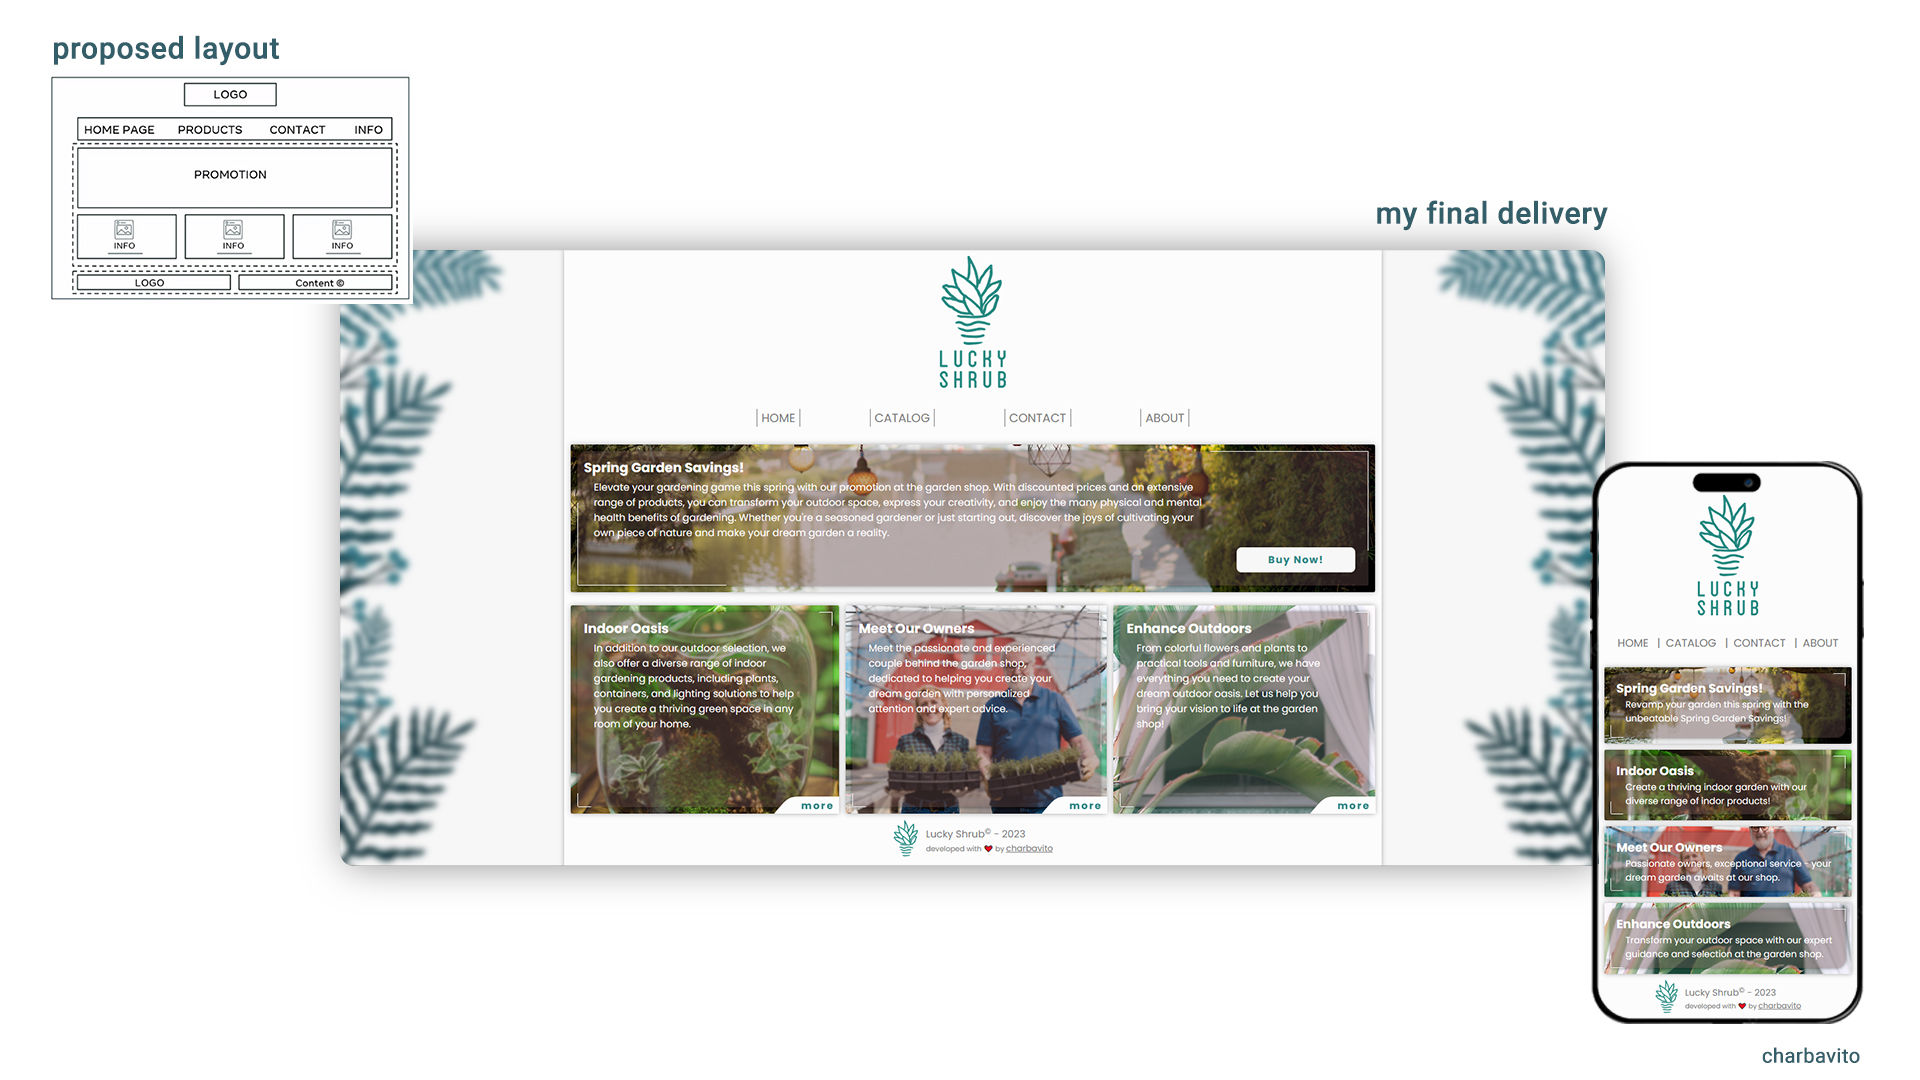 proposed layout
LOGO
HOME PAGE PRODUCTS CONTACT INFO
PROMOTION
INFO INFO INFO
LOGO Content ©
my final delivery
LUCKY
SHRUB
HOME CATALOG CONTACT ABOUT
Spring Garden Savings!
Elevate your gardening game this spring with our promotion at the garden shop. With discounted prices and an extensive
range of products, you can transform your outdoor space, express your creativity, and enjoy the many physical and mental
health benefits of gardening. Whether you're a seasoned gardener or just starting out, discover the joys of cultivating your
own piece of nature and make your dream garden a reality.
Buy Now!
Indoor Oasis
In addition to our outdoor selection, we
also offer a diverse range of indoor
gardening products, including plants,
containers, and lighting solutions to help
you create a thriving green space in any
room of your home.
more
Meet Our Owners
Meet the passionate and experienced
couple behind the garden shop,
dedicated to helping you create your
dream garden with personalized
attention and expert advice.
more
Enhance Outdoors
From colorful flowers and plants to
practical tools and furniture, we have
everything you need to create your
dream outdoor oasis. Let us help you
bring your vision to life at the garden
shop!
more
Lucky Shrub© - 2023
developed with ❤ by charbavito
LUCKY
SHRUB
HOME | CATALOG | CONTACT | ABOUT
Spring Garden Savings!
Revamp your garden this spring with the
unbeatable Spring Garden Savings!
Indoor Oasis
Create a thriving indoor garden with our
diverse range of indor products!
Meet Our Owners
Passionate owners, exceptional service - your
dream garden awaits at our shop.
Enhance Outdoors
Transform your outdoor space with our expert
guidance and selection at the garden shop.
Lucky Shrub© - 2023
developed with ❤ by charbavito
charbavito